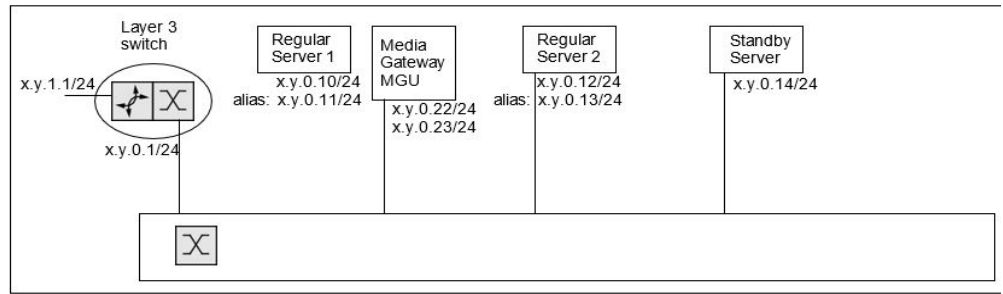 Layer 3
switch
x.y.1.1/24
x.y.0.1/24
Regular
Server 1
x.y.0.10/24
alias: x.y.0.11/24
Media
Gateway
MGU
x.y.0.22/24
x.y.0.23/24
Regular
Server 2
x.y.0.12/24
alias: x.y.0.13/24
Standby
Server
x.y.0.14/24